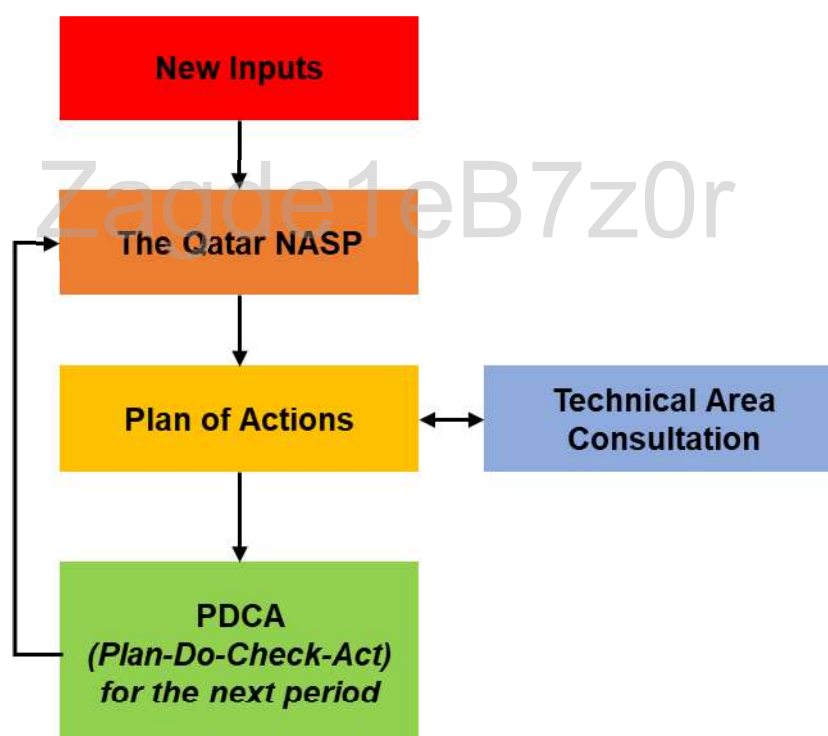 New Inputs
Zagde1eB7z0r
The Qatar NASP
Plan of Actions
Technical Area
Consultation
PDCA
(Plan-Do-Check-Act)
for the next period